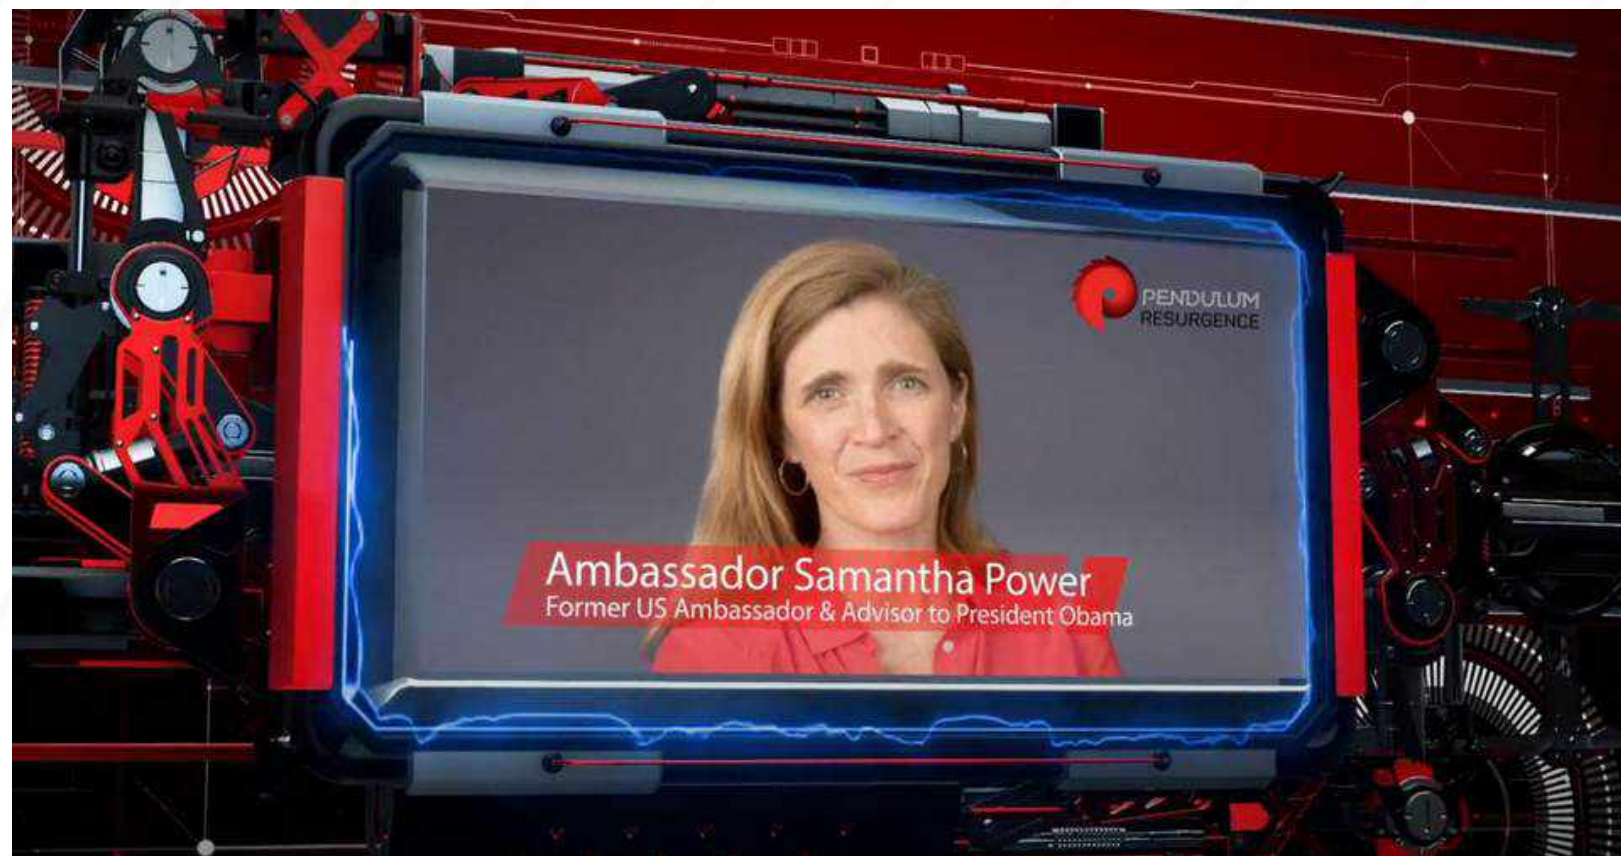 PENDULUM
RESURGENCE
Ambassador Samantha Power
Former US Ambassador & Advisor to President Obama